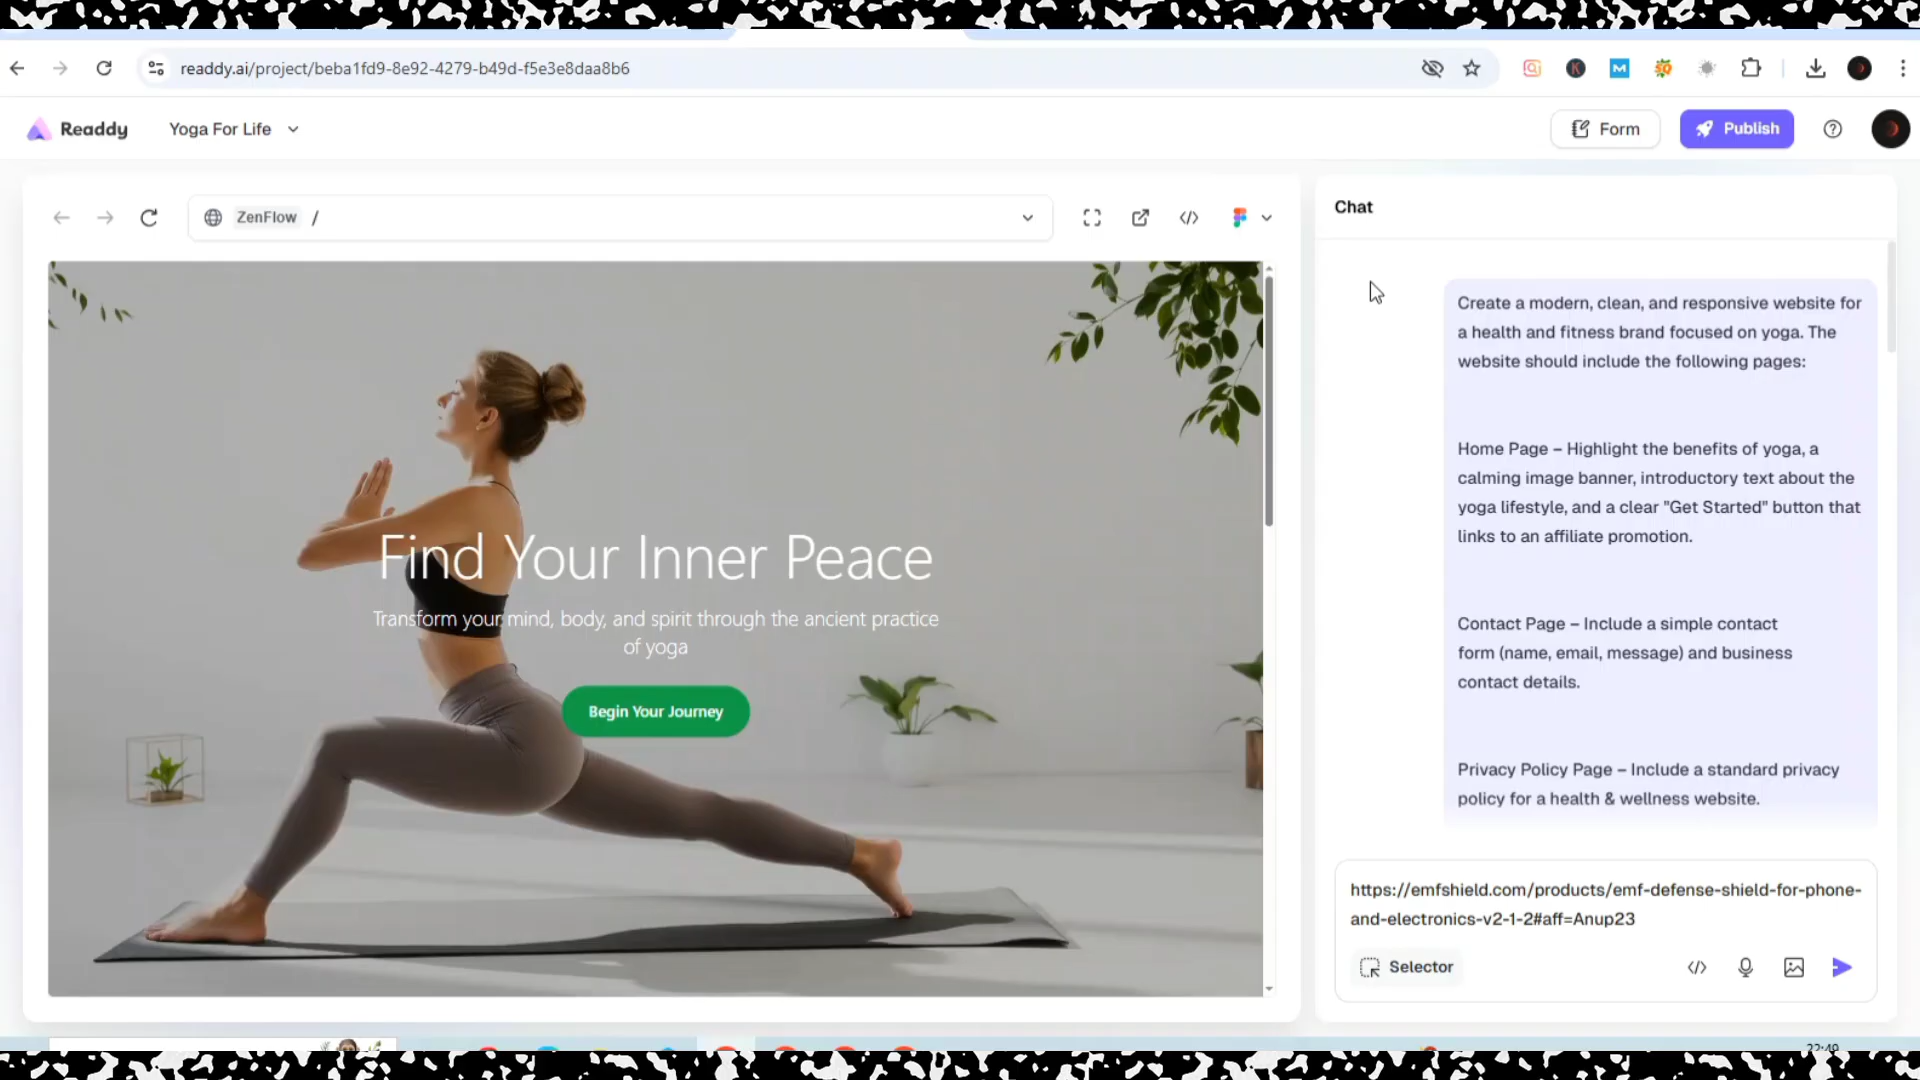 readdy.ai/project/beba1fd9-8e92-4279-b49d-f5e3e8daa8b6
Readdy
Yoga For Life
Form
Publish
ZenFlow /
Chat
Find Your Inner Peace
Transform your mind, body, and spirit through the ancient practice
of yoga
Begin Your Journey
Create a modern, clean, and responsive website for
a health and fitness brand focused on yoga. The
website should include the following pages:
Home Page – Highlight the benefits of yoga, a
calming image banner, introductory text about the
yoga lifestyle, and a clear "Get Started" button that
links to an affiliate promotion.
Contact Page – Include a simple contact
form (name, email, message) and business
contact details.
Privacy Policy Page – Include a standard privacy
policy for a health & wellness website.
https://emfshield.com/products/emf-defense-shield-for-phone-
and-electronics-v2-1-2#aff=Anup23
Selector